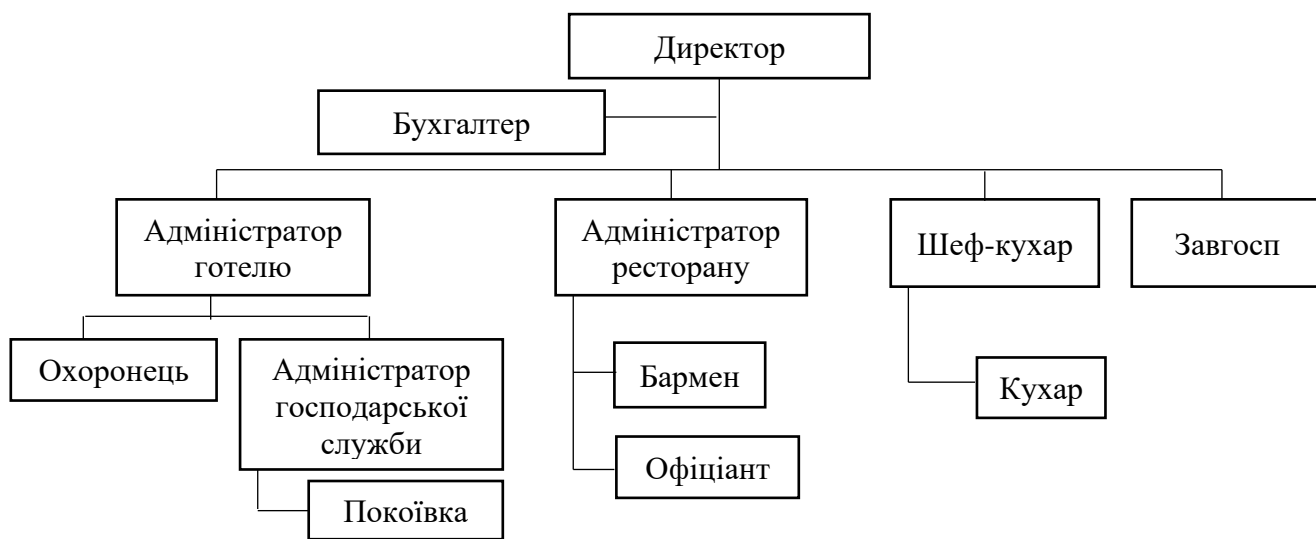 Директор
Бухгалтер
Адміністратор
готелю
Адміністратор
ресторану
Шеф-кухар
Завгосп
Охоронець
Адміністратор
господарської
служби
Бармен
Кухар
Офіціант
Покоївка